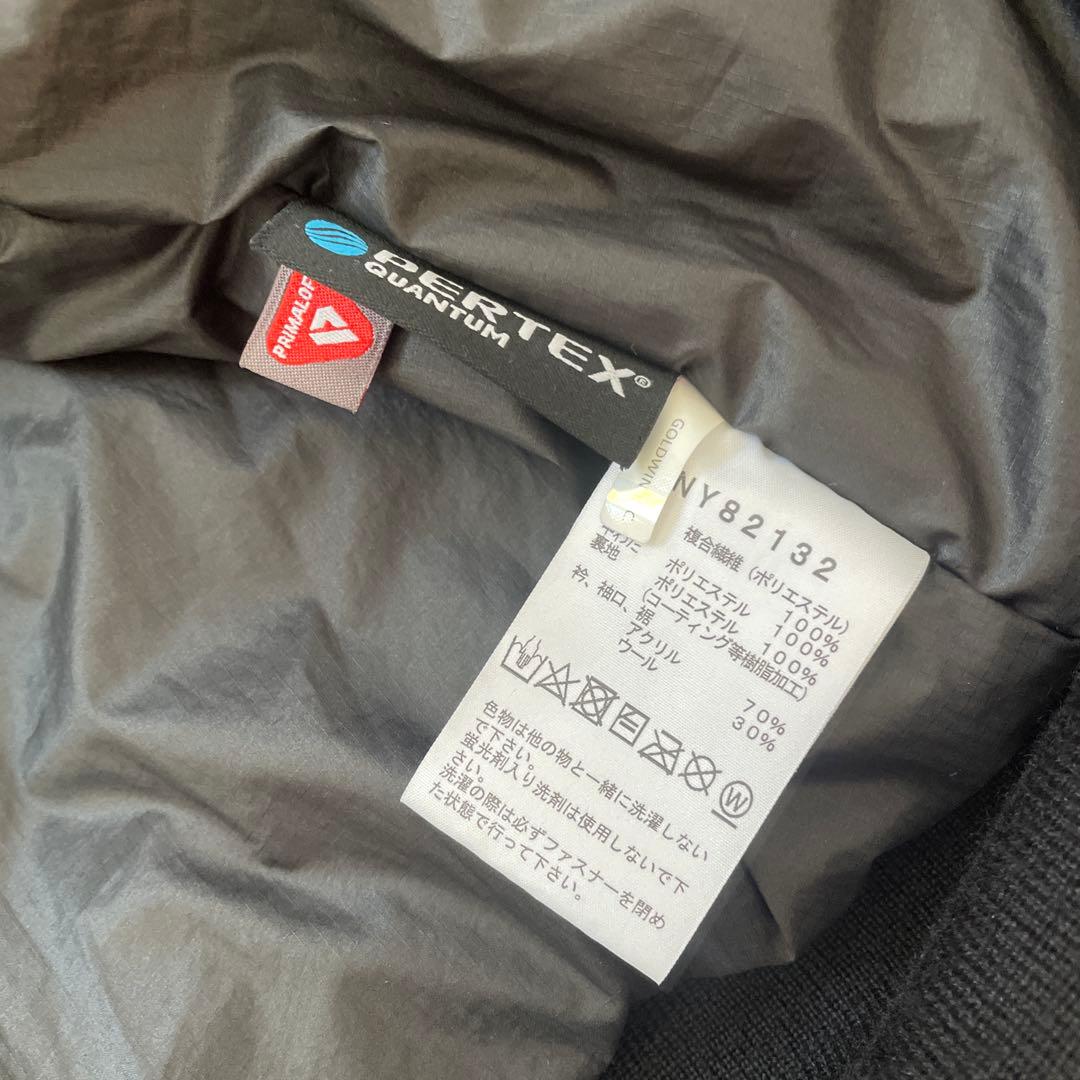 PERTEX®
QUANTUM
PRIMALOF
GOLDWIN
C
NY82132
複合繊維(ポリエステル) 100%
中わた ポリエステル 100%
裏地 ポリエステル 100%
(コーティング等樹脂加工)
衿、袖口、裾
アクリル 70%
ウール 30%
W
色物は他の物と一緒に洗濯しない
で下さい。
蛍光剤入り洗剤は使用しないで下
さい。
洗濯の際は必ずファスナーを閉め
た状態で行って下さい。